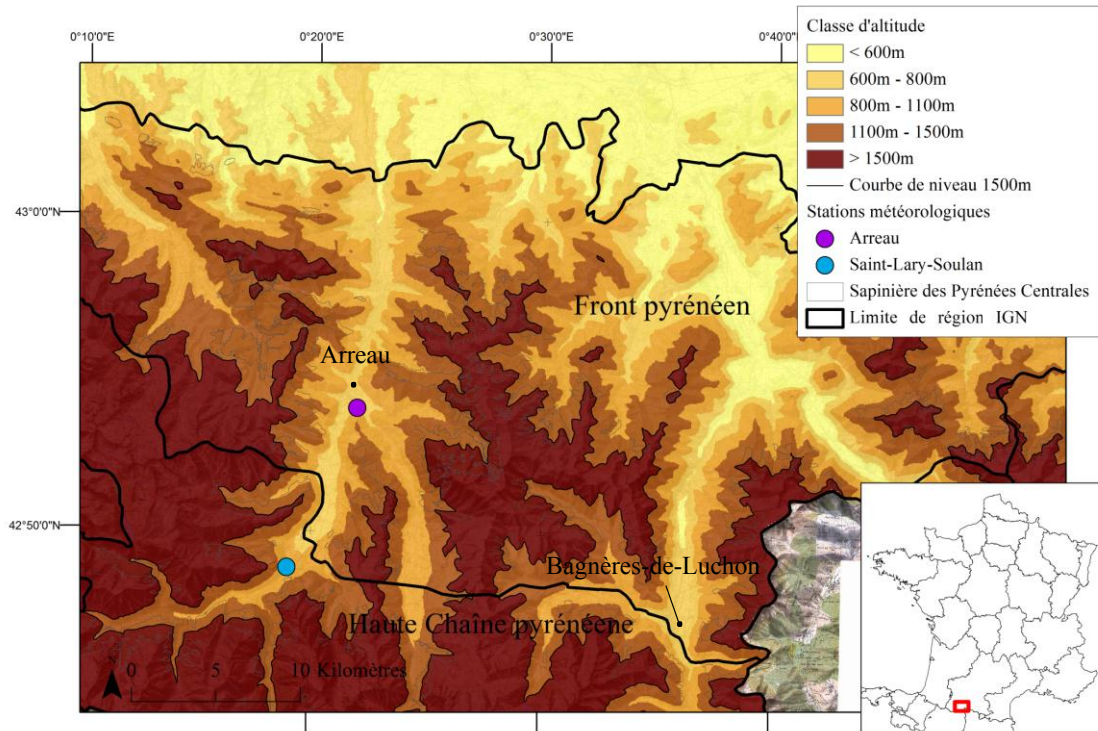 0°10'0"E
0°20'0"E
0°30'0"E
0°40'0"E
Classe d'altitude
< 600m
600m - 800m
800m - 1100m
1100m - 1500m
> 1500m
Courbe de niveau 1500m
Stations météorologiques
Arreau
Saint-Lary-Soulan
Sapinière des Pyrénées Centrales
Limite de région IGN
43°0'0"N
Front pyrénéen
Arreau
42°50'0"N
Bagnères-de-Luchon
Haute Chaîne pyrénéene
N
0 5 10 Kilomètres